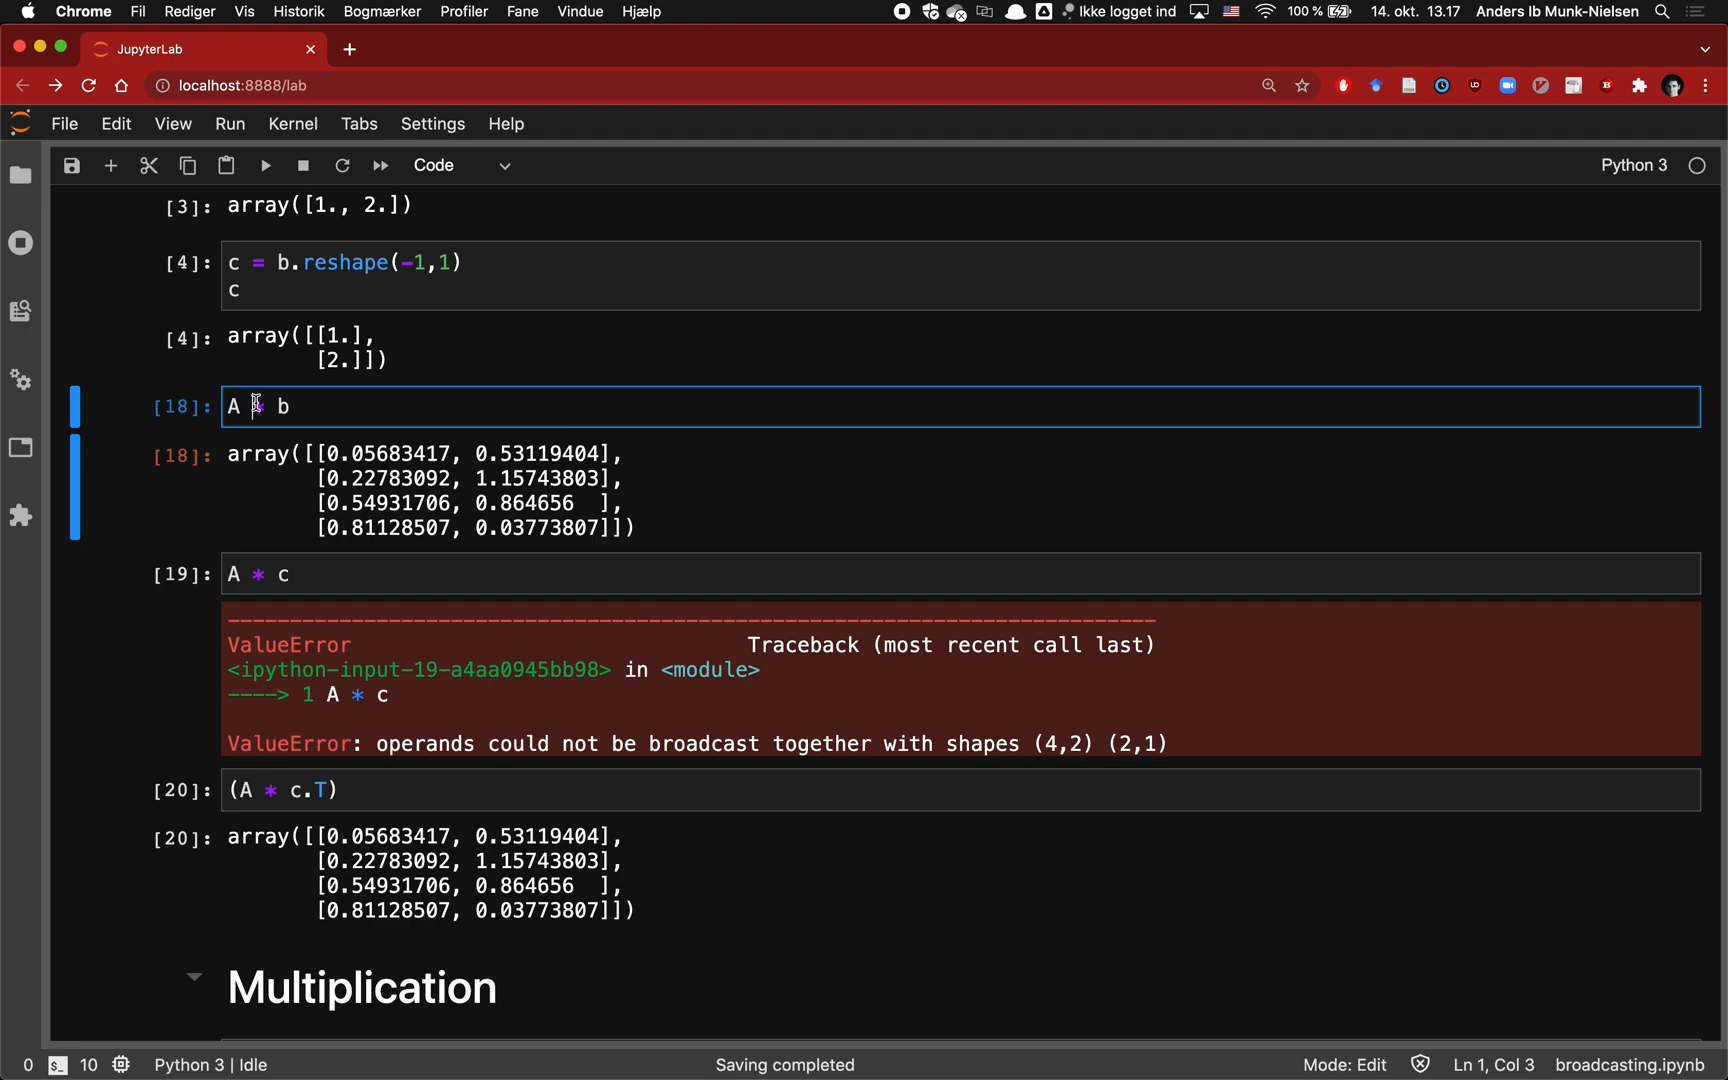 Chrome Fil Rediger Vis Historik Bogmærker Profiler Fane Vindue Hjælp Ikke logget ind 100 % 14. okt. 13.17 Anders Ib Munk-Nielsen
JupyterLab
localhost:8888/lab
File Edit View Run Kernel Tabs Settings Help
Code Python 3
[3]: array([1., 2.])
[4]: c = b.reshape(-1,1)
c
[4]: array([[1.],
[2.]])
[18]: A * b
[18]: array([[0.05683417, 0.53119404],
[0.22783092, 1.15743803],
[0.54931706, 0.864656  ],
[0.81128507, 0.03773807]])
[19]: A * c
---------------------------------------------------------------------------
ValueError Traceback (most recent call last)
<ipython-input-19-a4aa0945bb98> in <module>
----> 1 A * c
ValueError: operands could not be broadcast together with shapes (4,2) (2,1)
[20]: (A * c.T)
[20]: array([[0.05683417, 0.53119404],
[0.22783092, 1.15743803],
[0.54931706, 0.864656  ],
[0.81128507, 0.03773807]])
Multiplication
0 $_ 10 Python 3 | Idle Saving completed Mode: Edit Ln 1, Col 3 broadcasting.ipynb